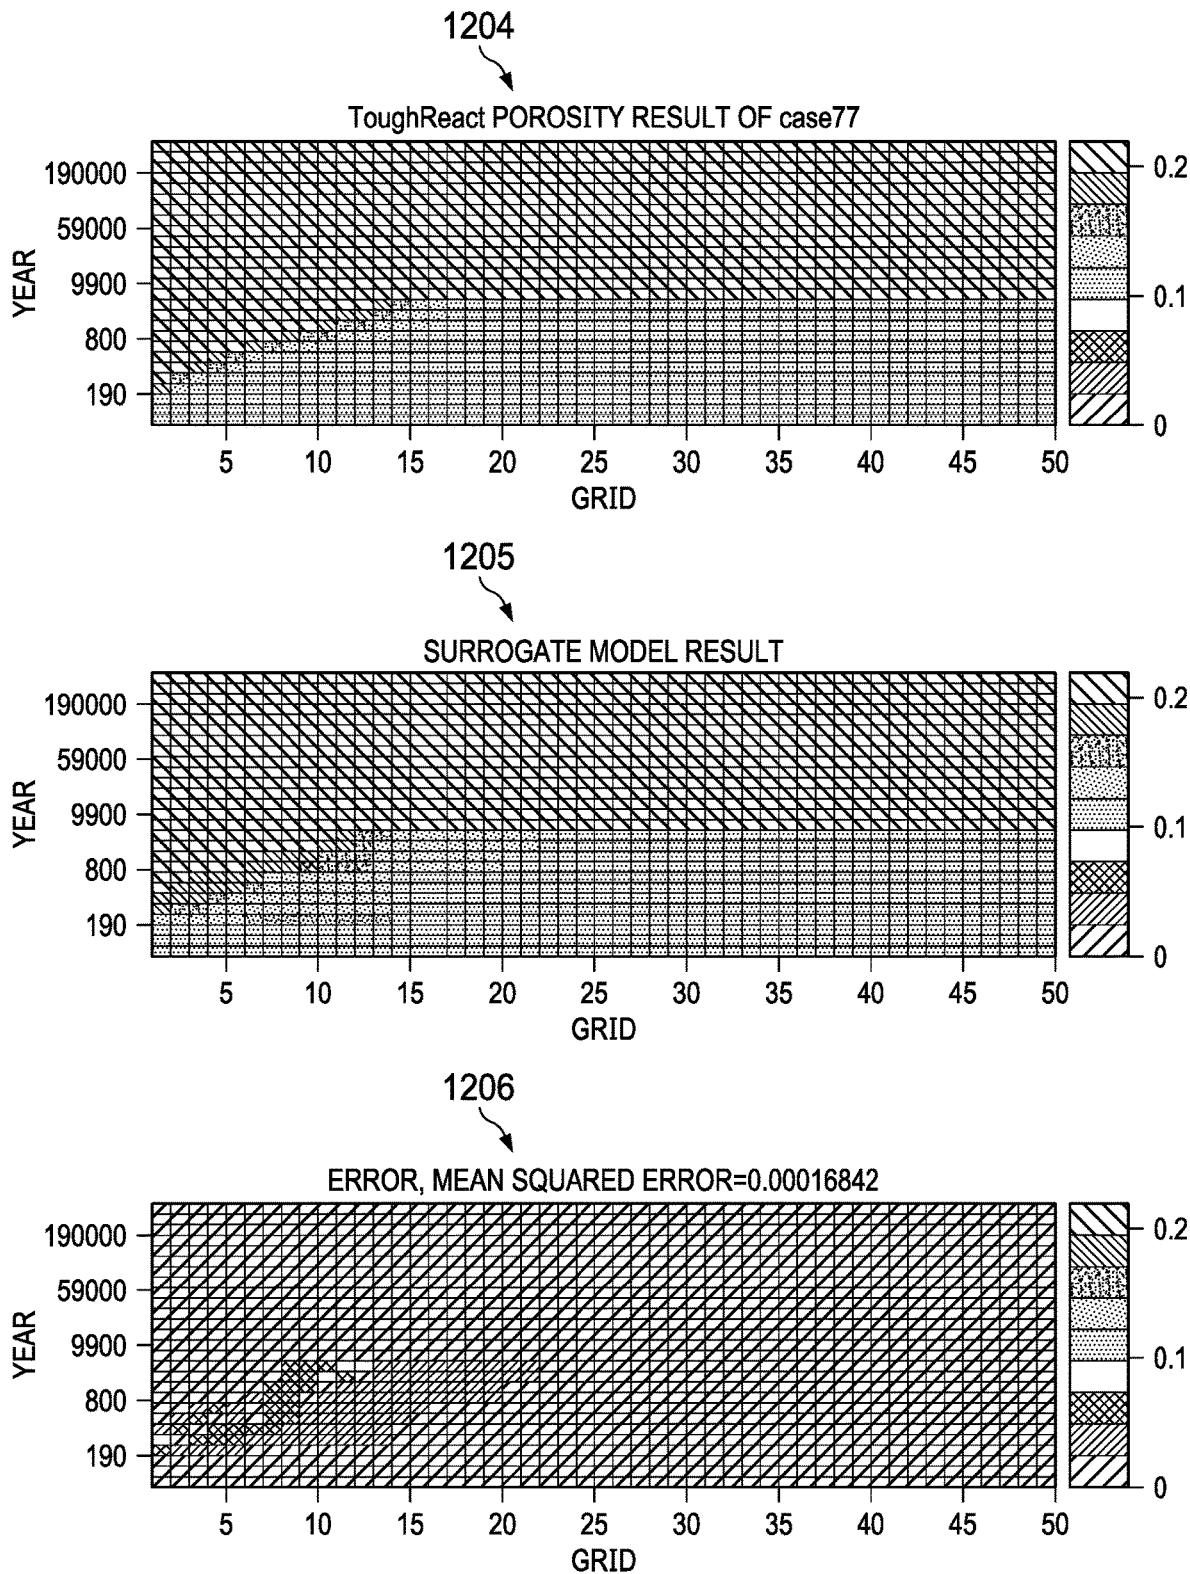 1204
ToughReact POROSITY RESULT OF case77
YEAR
190000
59000
9900
800
190
5 10 15 20 25 30 35 40 45 50
GRID
0.2
0.1
0
1205
SURROGATE MODEL RESULT
YEAR
190000
59000
9900
800
190
5 10 15 20 25 30 35 40 45 50
GRID
0.2
0.1
0
1206
ERROR, MEAN SQUARED ERROR=0.00016842
YEAR
190000
59000
9900
800
190
5 10 15 20 25 30 35 40 45 50
GRID
0.2
0.1
0